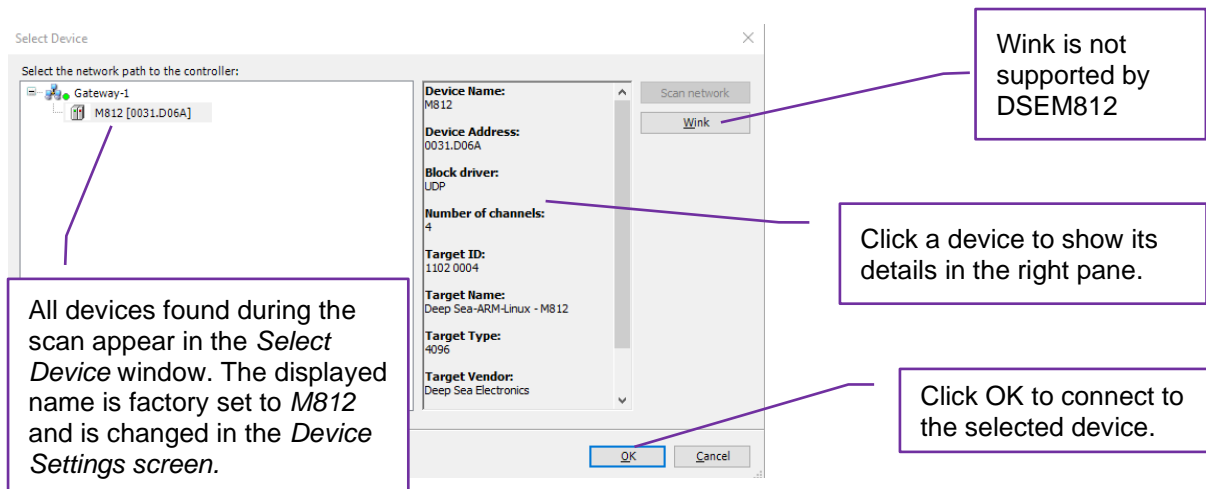 Select Device
Select the network path to the controller:
Gateway-1
M812 [0031.D06A]
Device Name:
M812
Device Address:
0031.D06A
Block driver:
UDP
Number of channels:
4
Target ID:
1102 0004
Target Name:
Deep Sea-ARM-Linux - M812
Target Type:
4096
Target Vendor:
Deep Sea Electronics
Scan network
Wink
OK
Cancel
Wink is not
supported by
DSEM812
Click a device to show its
details in the right pane.
All devices found during the
scan appear in the Select
Device window. The displayed
name is factory set to M812
and is changed in the Device
Settings screen.
Click OK to connect to
the selected device.